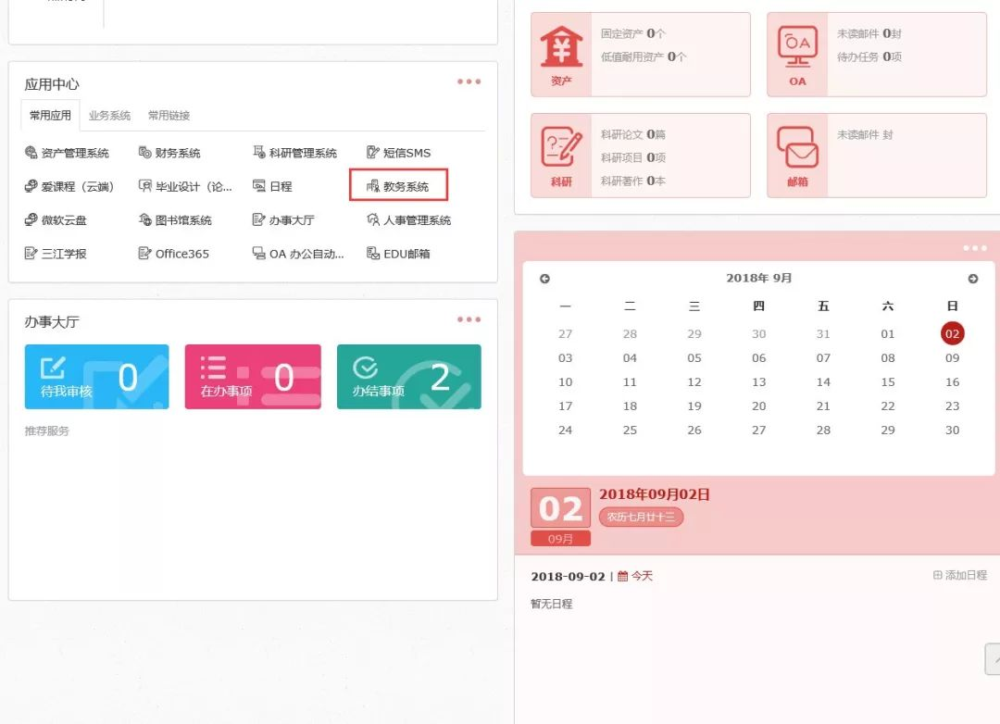 应用中心
常用应用 业务系统 常用链接
资产管理系统 财务系统 科研管理系统 短信SMS
爱课程（云端） 毕业设计（论... 日程 教务系统
微软云盘 图书馆系统 办事大厅 人事管理系统
三江学报 Office365 OA 办公自动... EDU邮箱
办事大厅
待我审核 0
在办事项 0
办结事项 2
推荐服务
资产
固定资产 0个
低值耐用资产 0个
OA
未读邮件 0封
待办任务 0项
科研
科研论文 0篇
科研项目 0项
科研著作 0本
邮箱
未读邮件 封
2018年 9月
一 二 三 四 五 六 日
27 28 29 30 31 01 02
03 04 05 06 07 08 09
10 11 12 13 14 15 16
17 18 19 20 21 22 23
24 25 26 27 28 29 30
02
09月
2018年09月02日
农历七月廿十三
2018-09-02 | 今天
添加日程
暂无日程